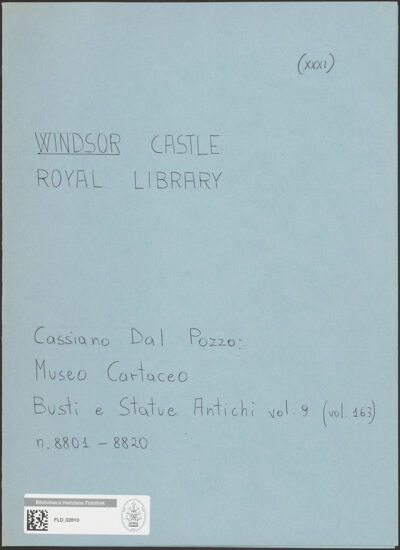 (XXXI)
WINDSOR CASTLE
ROYAL LIBRARY
Cassiano Dal Pozzo:
Museo Cartaceo
Busti e Statue Antichi vol. 9 (vol. 163)
n. 8801 – 8820
Bibliotheca Hertziana Fotothek
FLD_02610